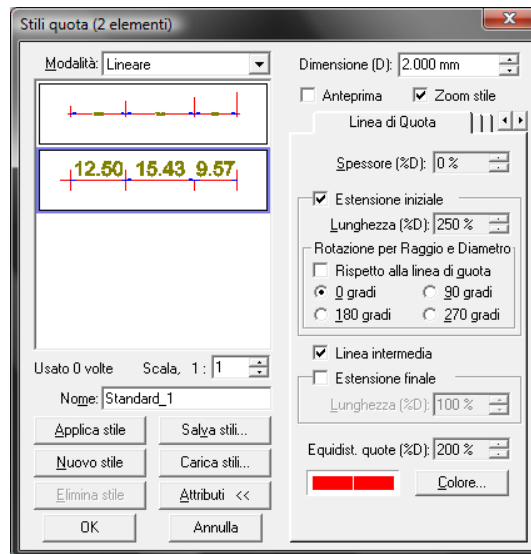 Stili quota (2 elementi)
Modalità: Lineare
12.50 15.43 9.57
Usato 0 volte Scala, 1 : 1
Nome: Standard_1
Applica stile Salva stili...
Nuovo stile Carica stili...
Elimina stile Attributi <<
OK Annulla
Dimensione (D): 2.000 mm
Anteprima Zoom stile
Linea di Quota
Spessore (%D): 0 %
Estensione iniziale
Lunghezza (%D): 250 %
Rotazione per Raggio e Diametro
Rispetto alla linea di quota
0 gradi 90 gradi
180 gradi 270 gradi
Linea intermedia
Estensione finale
Lunghezza (%D): 100 %
Equidist. quote (%D): 200 %
Colore...